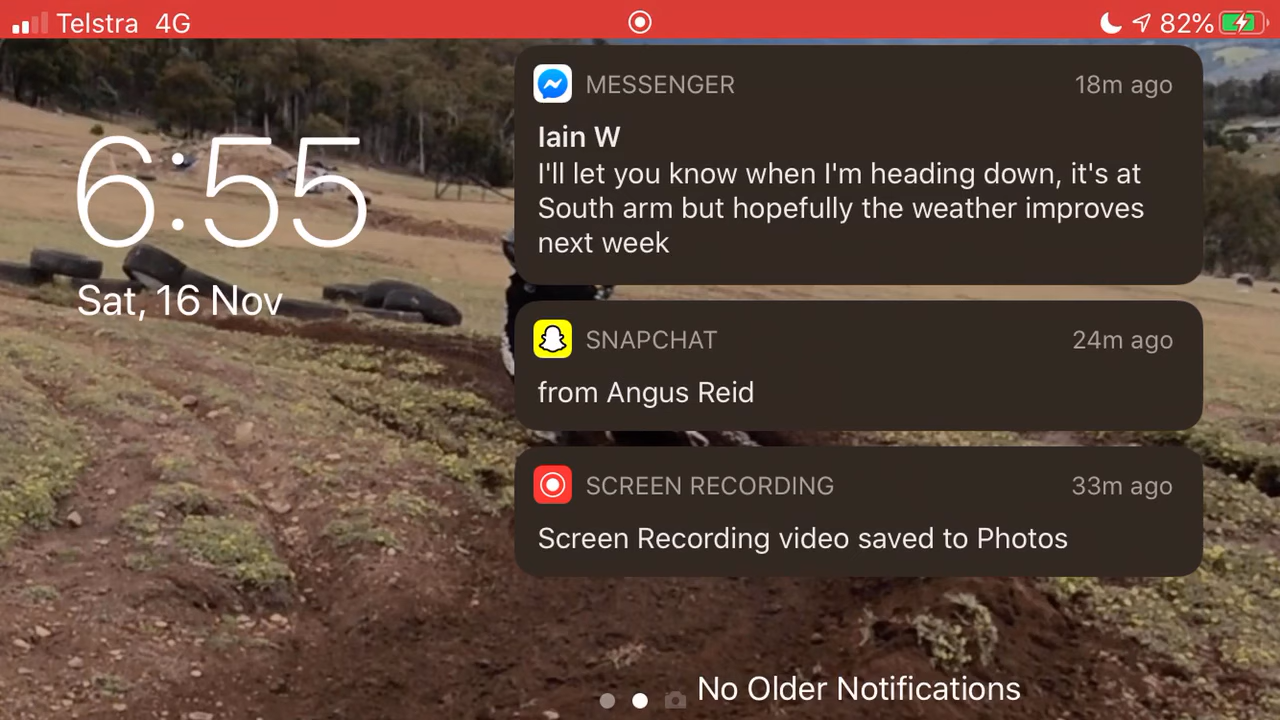 Telstra 4G
82%
6:55
Sat, 16 Nov
MESSENGER 18m ago
Iain W
I'll let you know when I'm heading down, it's at
South arm but hopefully the weather improves
next week
SNAPCHAT 24m ago
from Angus Reid
SCREEN RECORDING 33m ago
Screen Recording video saved to Photos
No Older Notifications